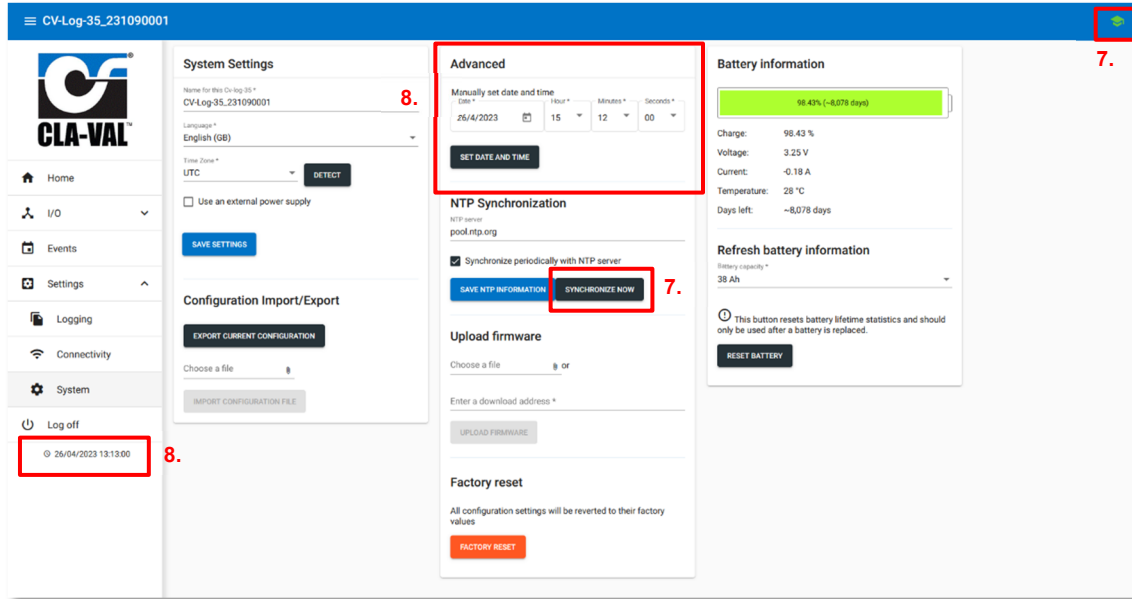 CV-Log-35_231090001
7.
CLA-VAL™
Home
I/O
Events
Settings
Logging
Connectivity
System
Log off
26/04/2023 13:13:00
8.
System Settings
Name for this Cv-log-35 *
CV-Log-35_231090001
Language *
English (GB)
Time Zone *
UTC
DETECT
Use an external power supply
SAVE SETTINGS
Configuration Import/Export
EXPORT CURRENT CONFIGURATION
Choose a file
IMPORT CONFIGURATION FILE
8.
Advanced
Manually set date and time
Date * Hour * Minutes * Seconds *
26/4/2023 15 12 00
SET DATE AND TIME
NTP Synchronization
NTP server
pool.ntp.org
Synchronize periodically with NTP server
SAVE NTP INFORMATION SYNCHRONIZE NOW
7.
Upload firmware
Choose a file or
Enter a download address *
UPLOAD FIRMWARE
Factory reset
All configuration settings will be reverted to their factory
values
FACTORY RESET
Battery information
98.43% (~8,078 days)
Charge: 98.43 %
Voltage: 3.25 V
Current: -0.18 A
Temperature: 28 °C
Days left: ~8,078 days
Refresh battery information
Battery capacity *
38 Ah
This button resets battery lifetime statistics and should
only be used after a battery is replaced.
RESET BATTERY